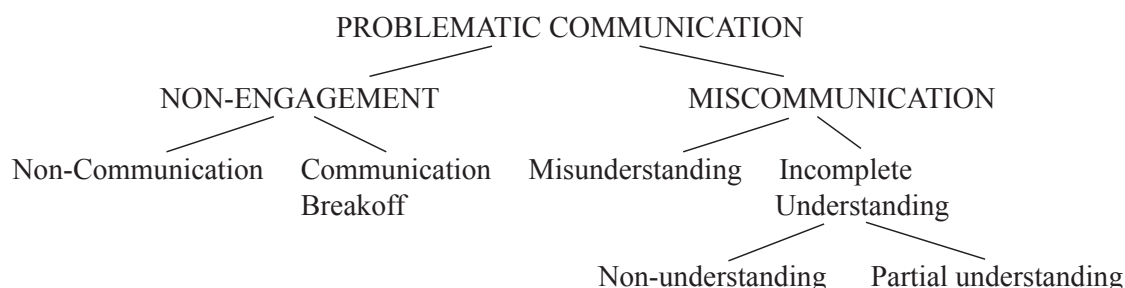 PROBLEMATIC COMMUNICATION
NON-ENGAGEMENT MISCOMMUNICATION
Non-Communication Communication Breakoff Misunderstanding Incomplete Understanding
Non-understanding Partial understanding